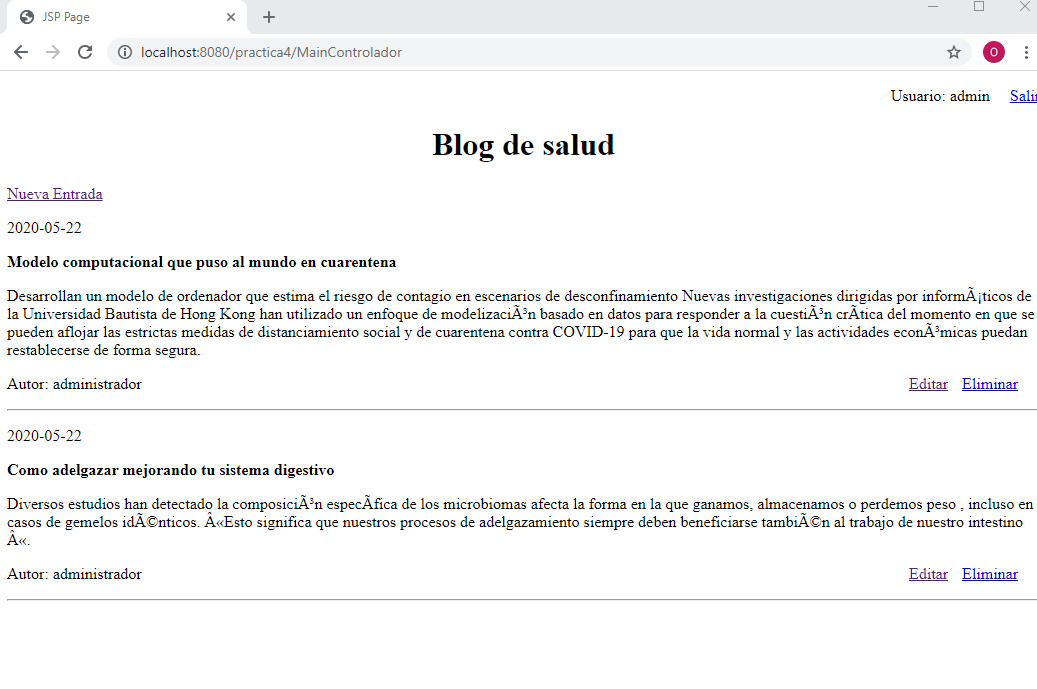 JSP Page
localhost:8080/practica4/MainControlador
O
Usuario: admin Salir
Blog de salud
Nueva Entrada
2020-05-22
Modelo computacional que puso al mundo en cuarentena
Desarrollan un modelo de ordenador que estima el riesgo de contagio en escenarios de desconfinamiento Nuevas investigaciones dirigidas por informÃ¡ticos de
la Universidad Bautista de Hong Kong han utilizado un enfoque de modelizaciÃ³n basado en datos para responder a la cuestiÃ³n crÃ­tica del momento en que se
pueden aflojar las estrictas medidas de distanciamiento social y de cuarentena contra COVID-19 para que la vida normal y las actividades econÃ³micas puedan
restablecerse de forma segura.
Autor: administrador Editar Eliminar
2020-05-22
Como adelgazar mejorando tu sistema digestivo
Diversos estudios han detectado la composiciÃ³n especÃ­fica de los microbiomas afecta la forma en la que ganamos, almacenamos o perdemos peso , incluso en
casos de gemelos idÃ©nticos. Â«Esto significa que nuestros procesos de adelgazamiento siempre deben beneficiarse tambiÃ©n al trabajo de nuestro intestino
Â«.
Autor: administrador Editar Eliminar